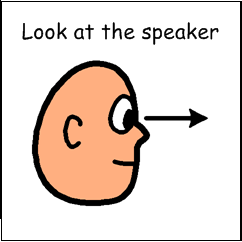 Look at the speaker